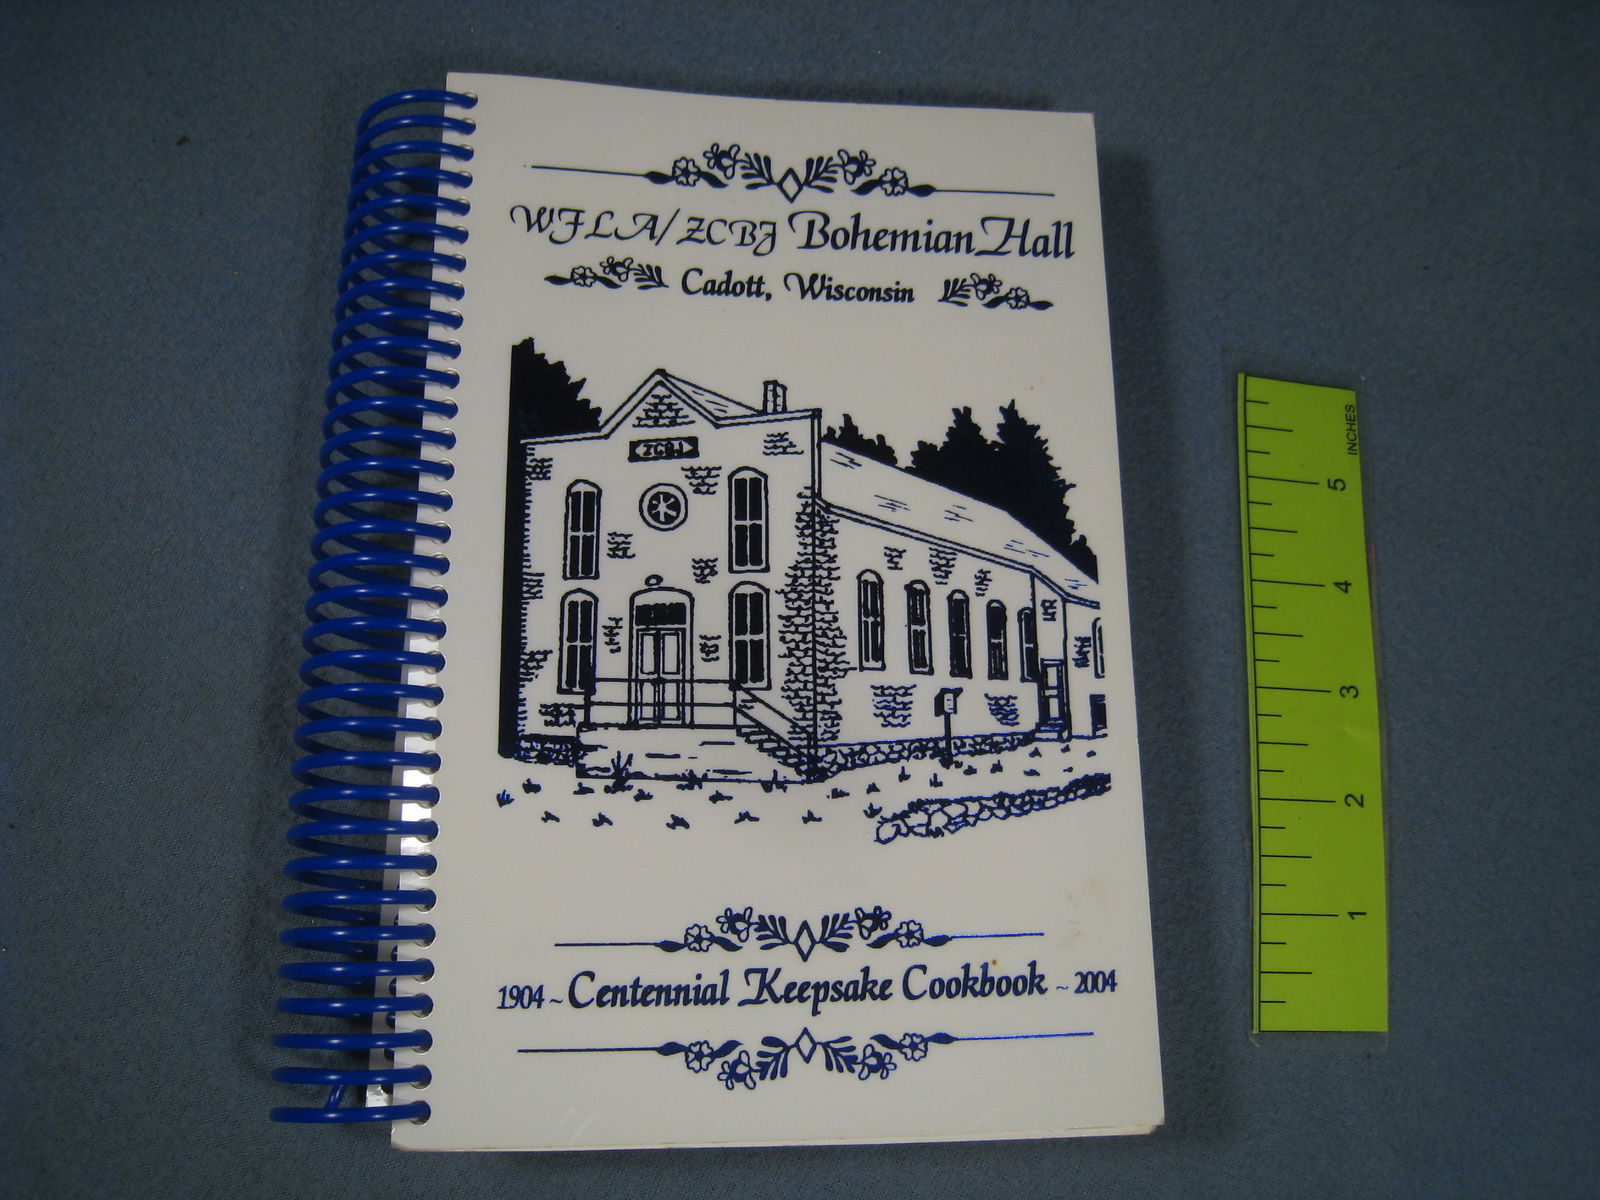 WFLA/ZCBJ Bohemian Hall
Cadott, Wisconsin
ZCBJ
1904 ~ Centennial Keepsake Cookbook ~ 2004
INCHES
5
4
3
2
1